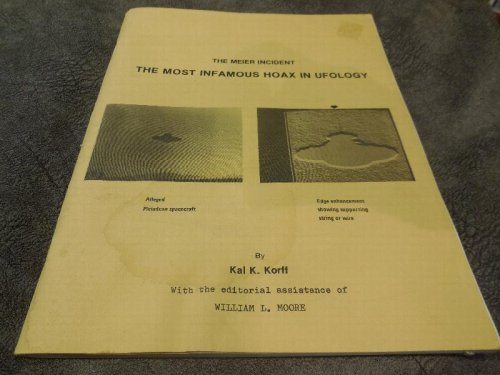 THE MEIER INCIDENT
THE MOST INFAMOUS HOAX IN UFOLOGY
Alleged
Pleiadean spacecraft.
Edge enhancement
showing supporting
string or wire
By
Kal K. Korff
With the editorial assistance of
WILLIAM L. MOORE